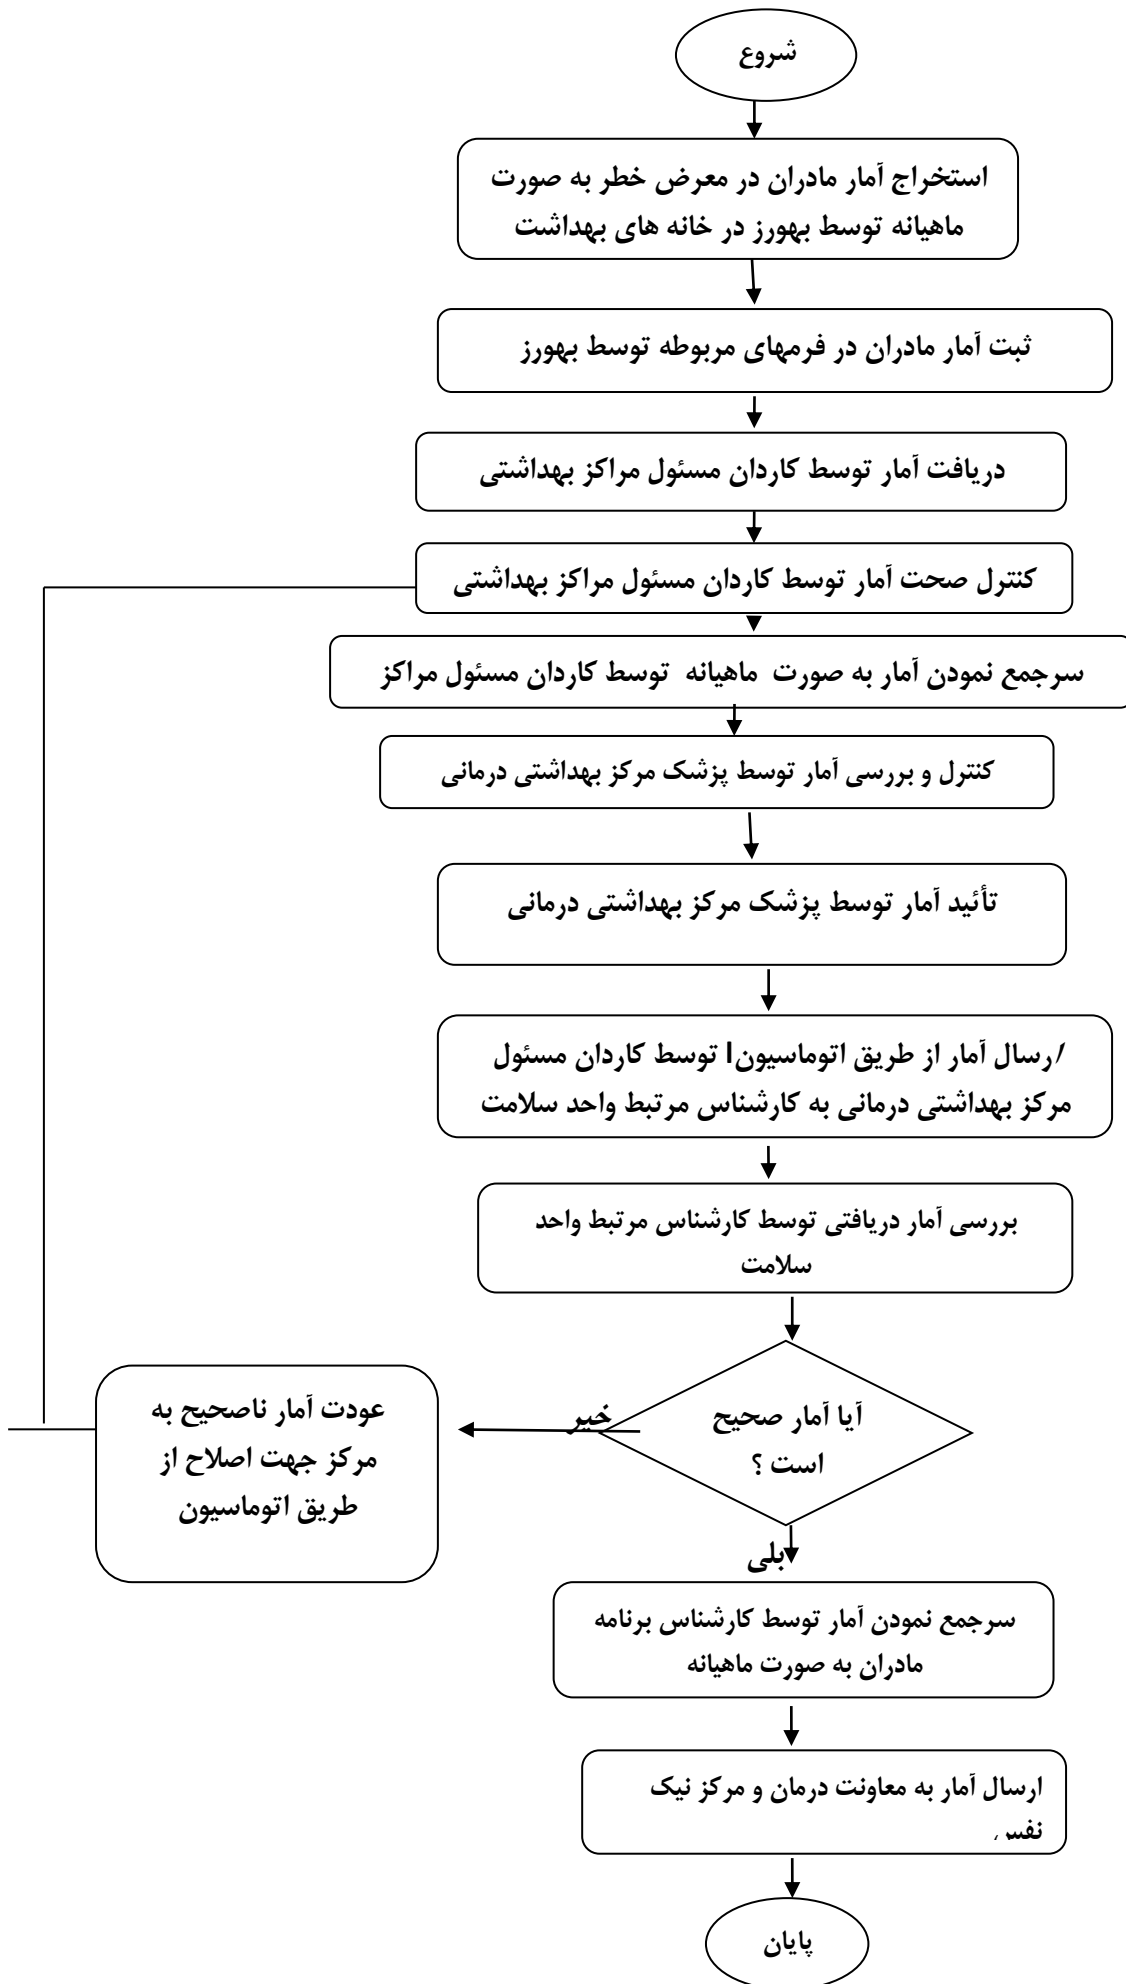 شروع
استخراج آمار مادران در معرض خطر به صورت
ماهیانه توسط بهورز در خانه های بهداشت
ثبت آمار مادران در فرمهای مربوطه توسط بهورز
دریافت آمار توسط کاردان مسئول مراکز بهداشتی
کنترل صحت آمار توسط کاردان مسئول مراکز بهداشتی
سرجمع نمودن آمار به صورت ماهیانه توسط کاردان مسئول مراکز
کنترل و بررسی آمار توسط پزشک مرکز بهداشتی درمانی
تأئید آمار توسط پزشک مرکز بهداشتی درمانی
/رسال آمار از طریق اتوماسیونا توسط کاردان مسئول
مرکز بهداشتی درمانی به کارشناس مرتبط واحد سلامت
بررسی آمار دریافتی توسط کارشناس مرتبط واحد
سلامت
آیا آمار صحیح
است ؟
خیر
عودت آمار ناصحیح به
مرکز جهت اصلاح از
طریق اتوماسیون
بلی
سرجمع نمودن آمار توسط کارشناس برنامه
مادران به صورت ماهیانه
ارسال آمار به معاونت درمان و مرکز نیک
نفس
پایان